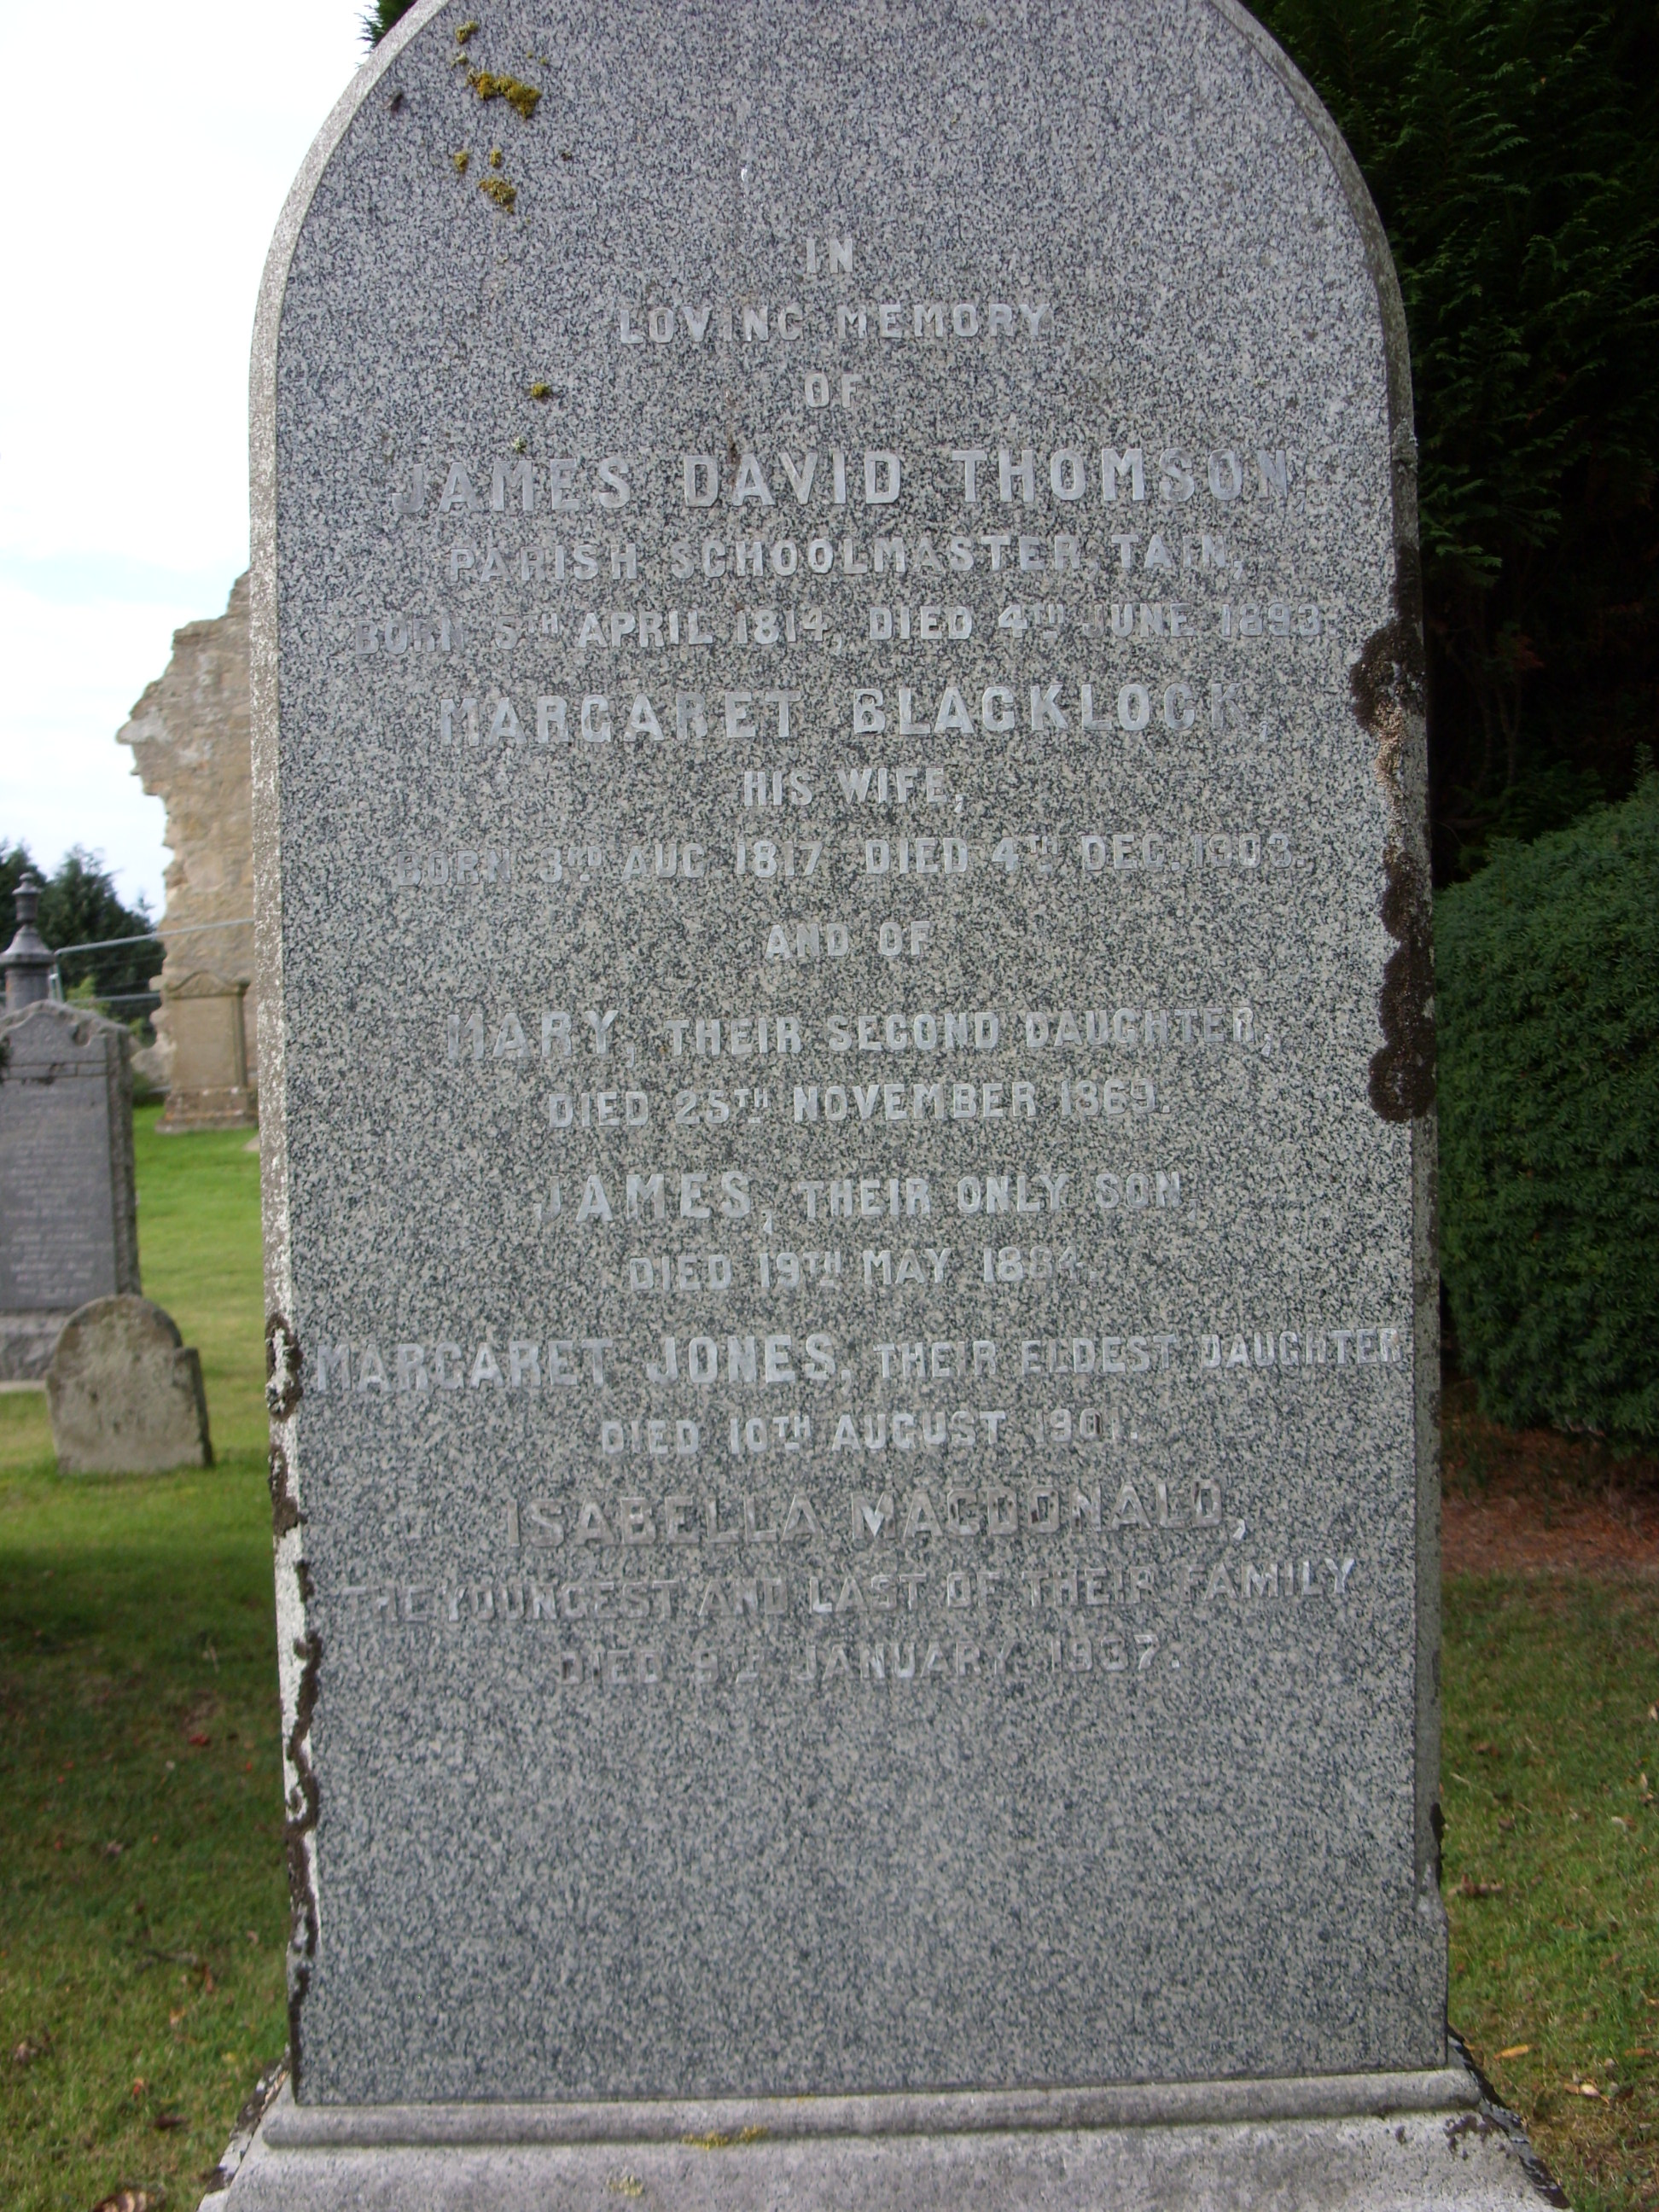 IN
LOVING MEMORY
OF
JAMES DAVID THOMSON
PARISH SCHOOLMASTER, TAIN,
BORN 5TH APRIL 1814, DIED 4TH JUNE 1893.
MARGARET BLACKLOCK,
HIS WIFE,
BORN 3RD AUG 1817, DIED 4TH DEC. 1903.
AND OF
MARY, THEIR SECOND DAUGHTER,
DIED 25TH NOVEMBER 1869.
JAMES, THEIR ONLY SON,
DIED 19TH MAY 1884.
MARGARET JONES, THEIR ELDEST DAUGHTER
DIED 10TH AUGUST 1901.
ISABELLA MACDONALD,
THE YOUNGEST AND LAST OF THEIR FAMILY
DIED JANUARY 1937.